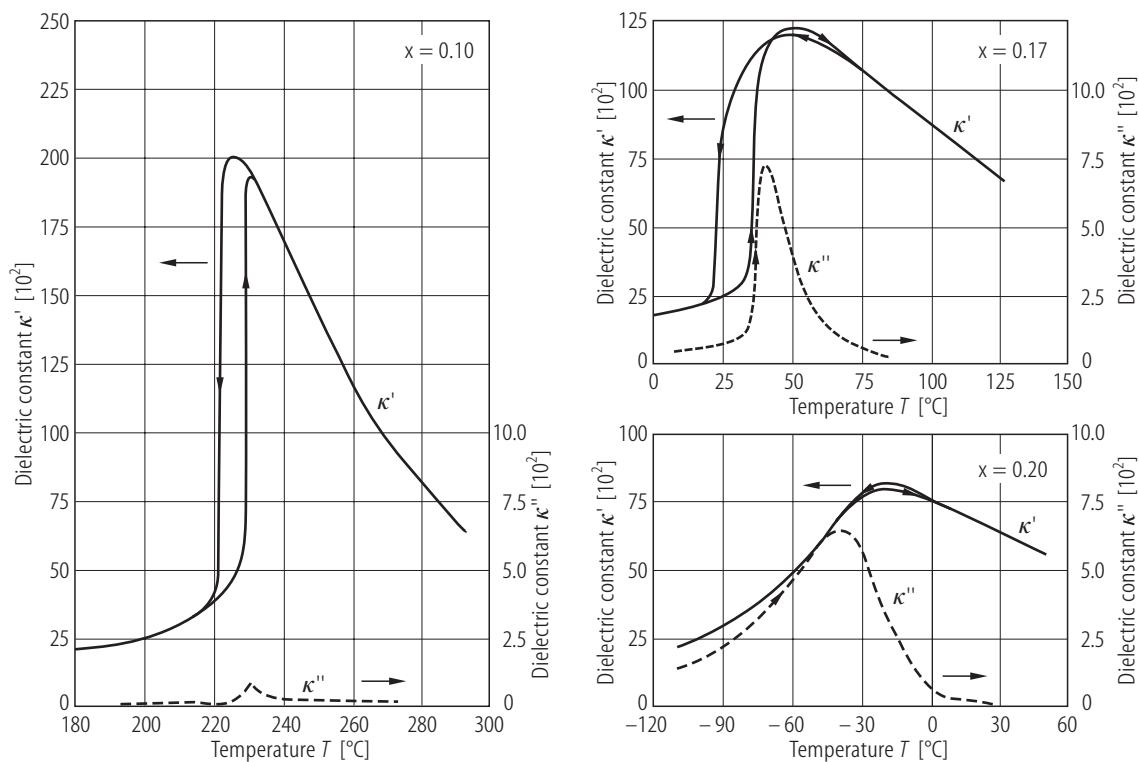 x = 0.10
Dielectric constant κ' [10²]
250
225
200
175
150
125
100
75
50
25
0
κ'
κ"
10.0
7.5
5.0
2.5
0
Dielectric constant κ" [10²]
180 200 220 240 260 280 300
Temperature T [°C]
x = 0.17
Dielectric constant κ' [10²]
125
100
75
50
25
0
κ'
κ"
10.0
7.5
5.0
2.5
0
Dielectric constant κ" [10²]
0 25 50 75 100 125 150
Temperature T [°C]
x = 0.20
Dielectric constant κ' [10²]
100
75
50
25
0
κ'
κ"
10.0
7.5
5.0
2.5
0
Dielectric constant κ" [10²]
−120 −90 −60 −30 0 30 60
Temperature T [°C]